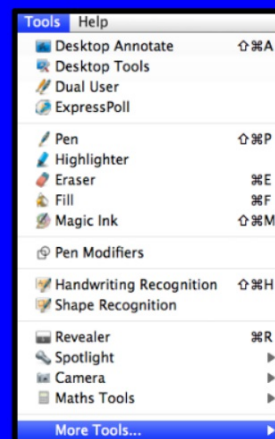 Tools Help
Desktop Annotate ⇧⌘A
Desktop Tools
Dual User
ExpressPoll
Pen ⇧⌘P
Highlighter
Eraser ⌘E
Fill ⌘F
Magic Ink ⇧⌘M
Pen Modifiers
Handwriting Recognition ⇧⌘H
Shape Recognition
Revealer ⌘R
Spotlight
Camera
Maths Tools
More Tools...